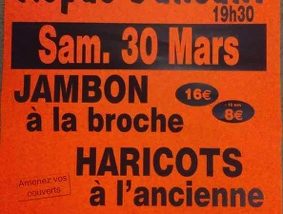 19h30
Sam. 30 Mars
JAMBON
16€
à la broche
8€
HARICOTS
à l'ancienne
Amenez vos
couverts